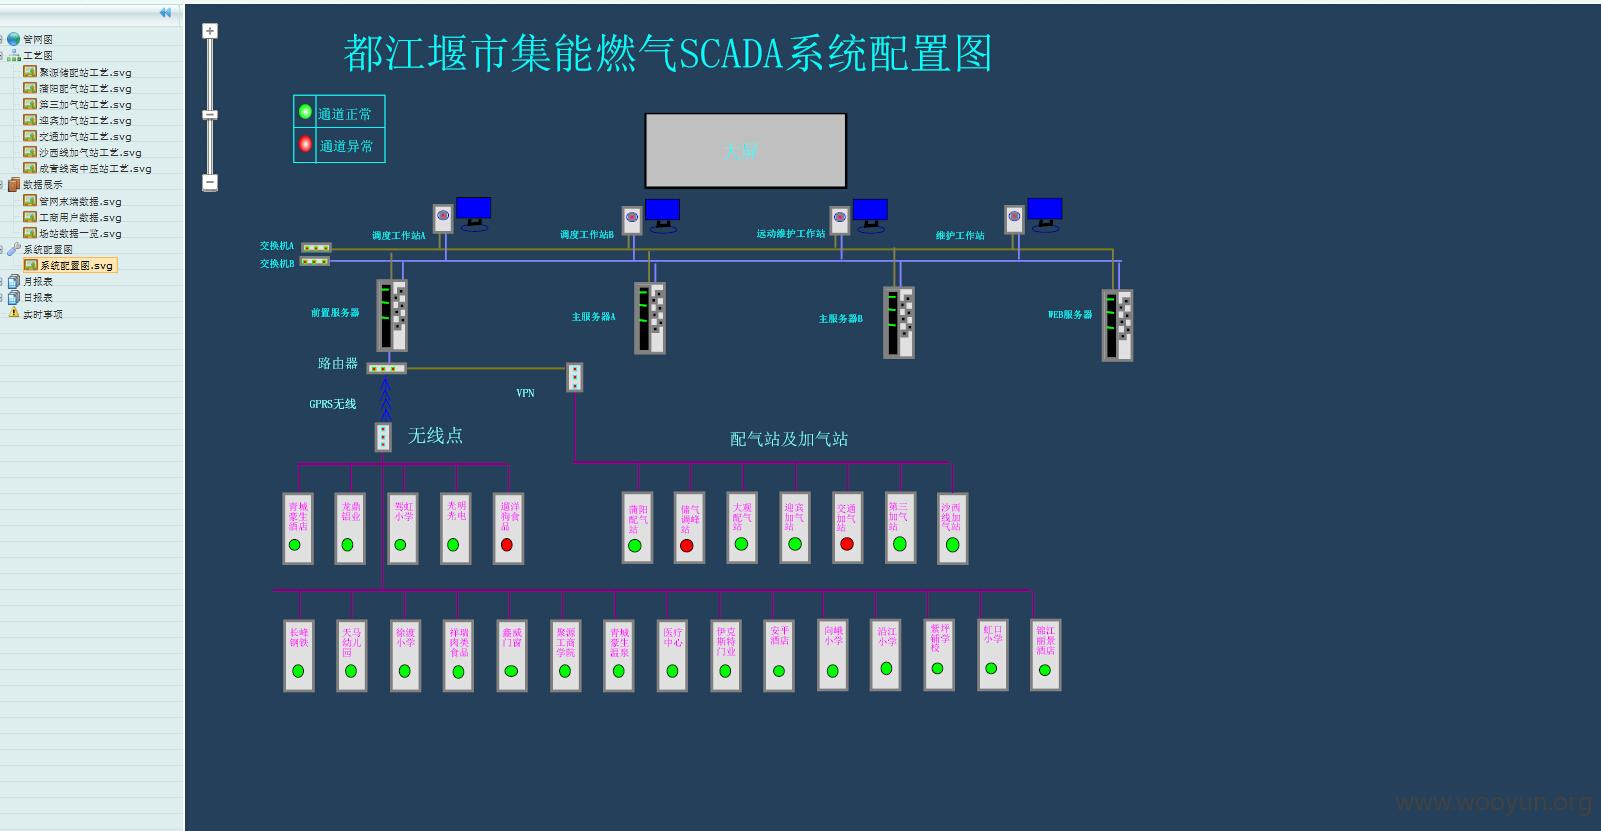 管网图
工艺图
聚源储配站工艺.svg
蒲阳配气站工艺.svg
第三加气站工艺.svg
迎宾加气站工艺.svg
交通加气站工艺.svg
沙西线加气站工艺.svg
成青线高中压站工艺.svg
数据展示
管网末端数据.svg
工商用户数据.svg
场站数据一览.svg
系统配置图
系统配置图.svg
月报表
日报表
实时事项
都江堰市集能燃气SCADA系统配置图
通道正常
通道异常
大屏
调度工作站A
调度工作站B
运动维护工作站
维护工作站
交换机A
交换机B
前置服务器
主服务器A
主服务器B
WEB服务器
路由器
VPN
GPRS无线
无线点
配气站及加气站
青城
豪生
酒店
龙鼎
铝业
驾虹
小学
光明
光电
遛洋
狗食
品
蒲阳
配气
站
储气
调峰
站
大观
配气
站
迎宾
加气
站
交通
加气
站
第三
加气
站
沙西
线加
气站
长峰
钢铁
天马
幼儿
园
徐渡
小学
祥瑞
肉类
食品
鑫威
门窗
聚源
工商
学院
青城
豪生
温泉
医疗
中心
伊克
斯特
门业
安平
酒店
向峨
小学
沿江
小学
紫坪
铺学
校
虹口
小学
锦江
丽景
酒店
www.wooyun.org